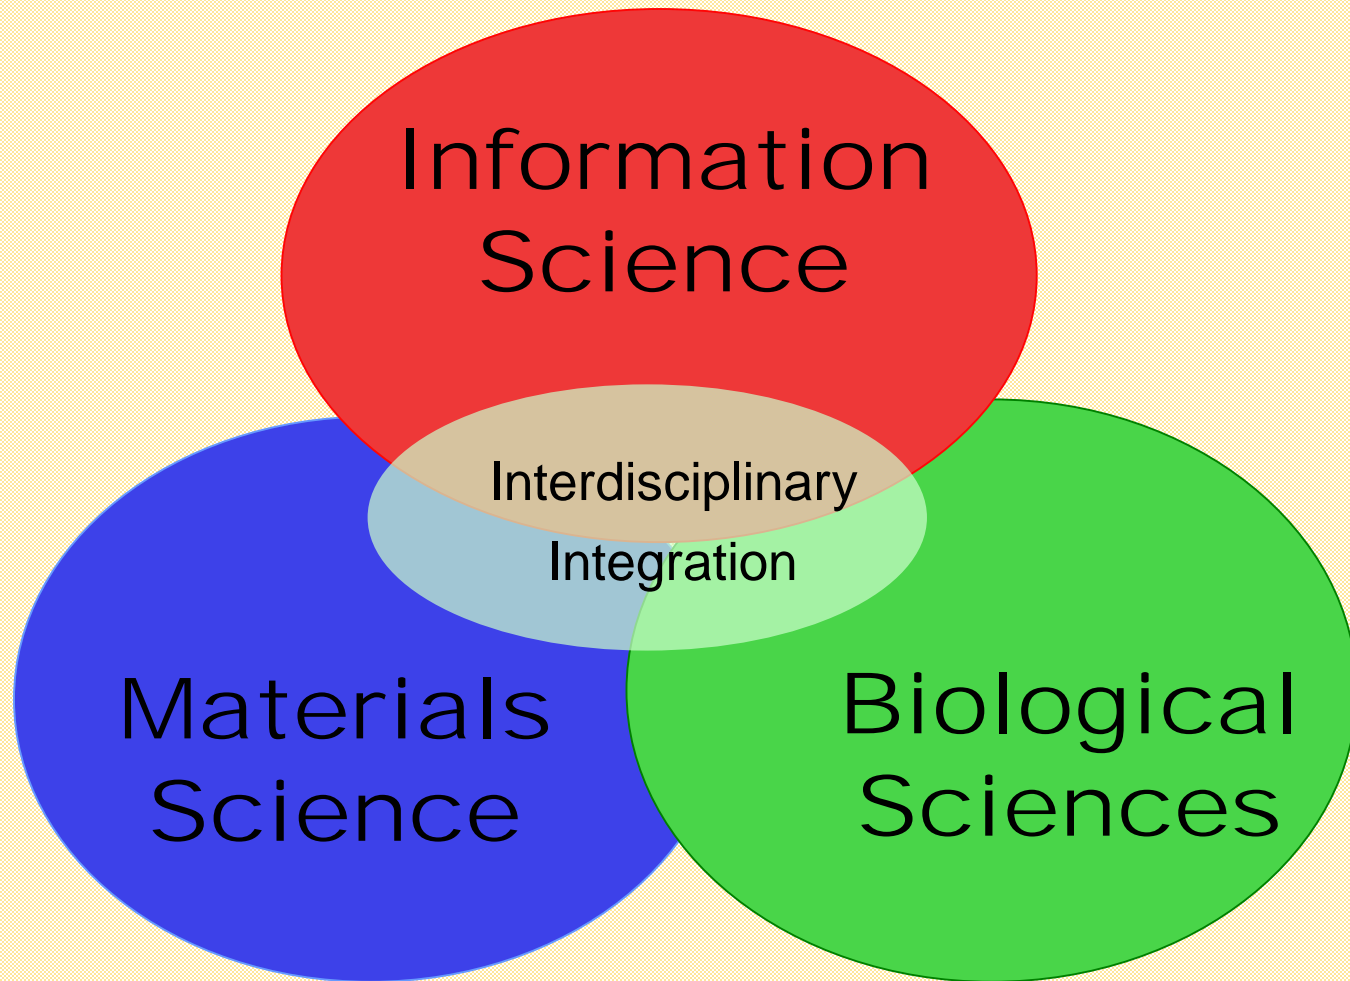 Information
Science
Interdisciplinary
Integration
Materials
Science
Biological
Sciences